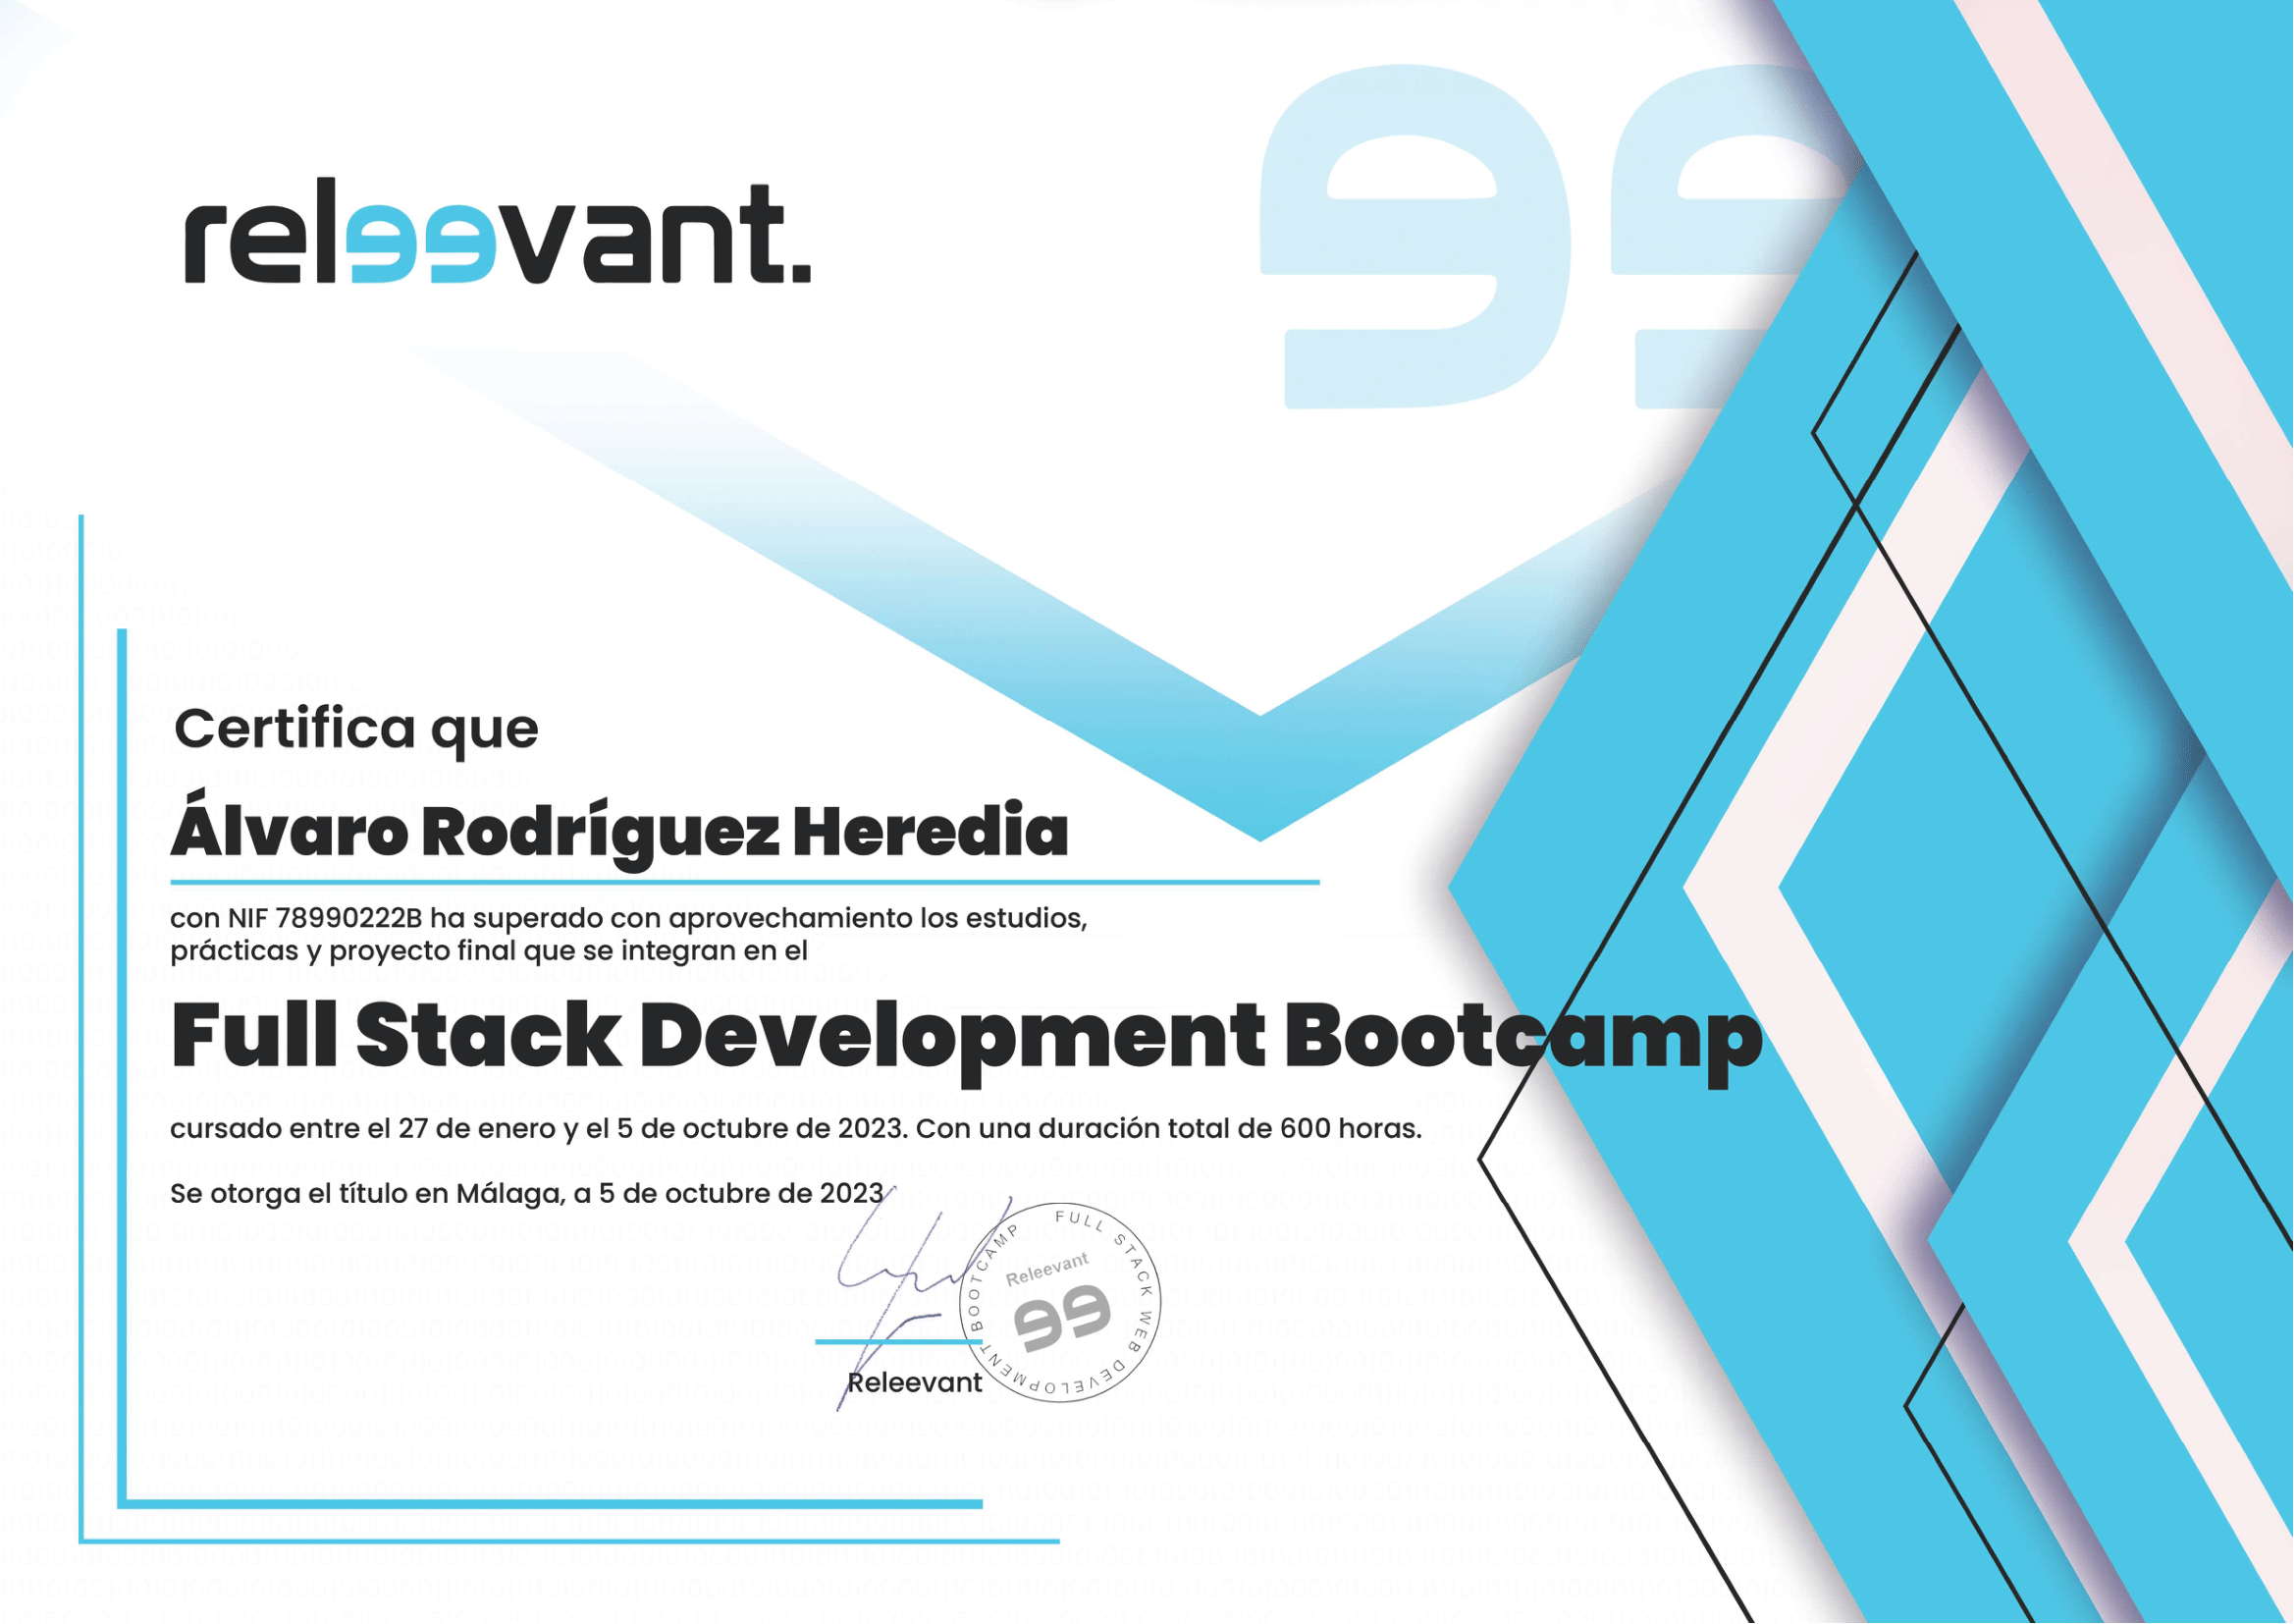 releevant.
Certifica que
Álvaro Rodríguez Heredia
con NIF 78990222B ha superado con aprovechamiento los estudios,
prácticas y proyecto final que se integran en el
Full Stack Development Bootcamp
cursado entre el 27 de enero y el 5 de octubre de 2023. Con una duración total de 600 horas.
Se otorga el título en Málaga, a 5 de octubre de 2023
FULL STACK WEB DEVELOPMENT BOOTCAMP
Releevant
Releevant